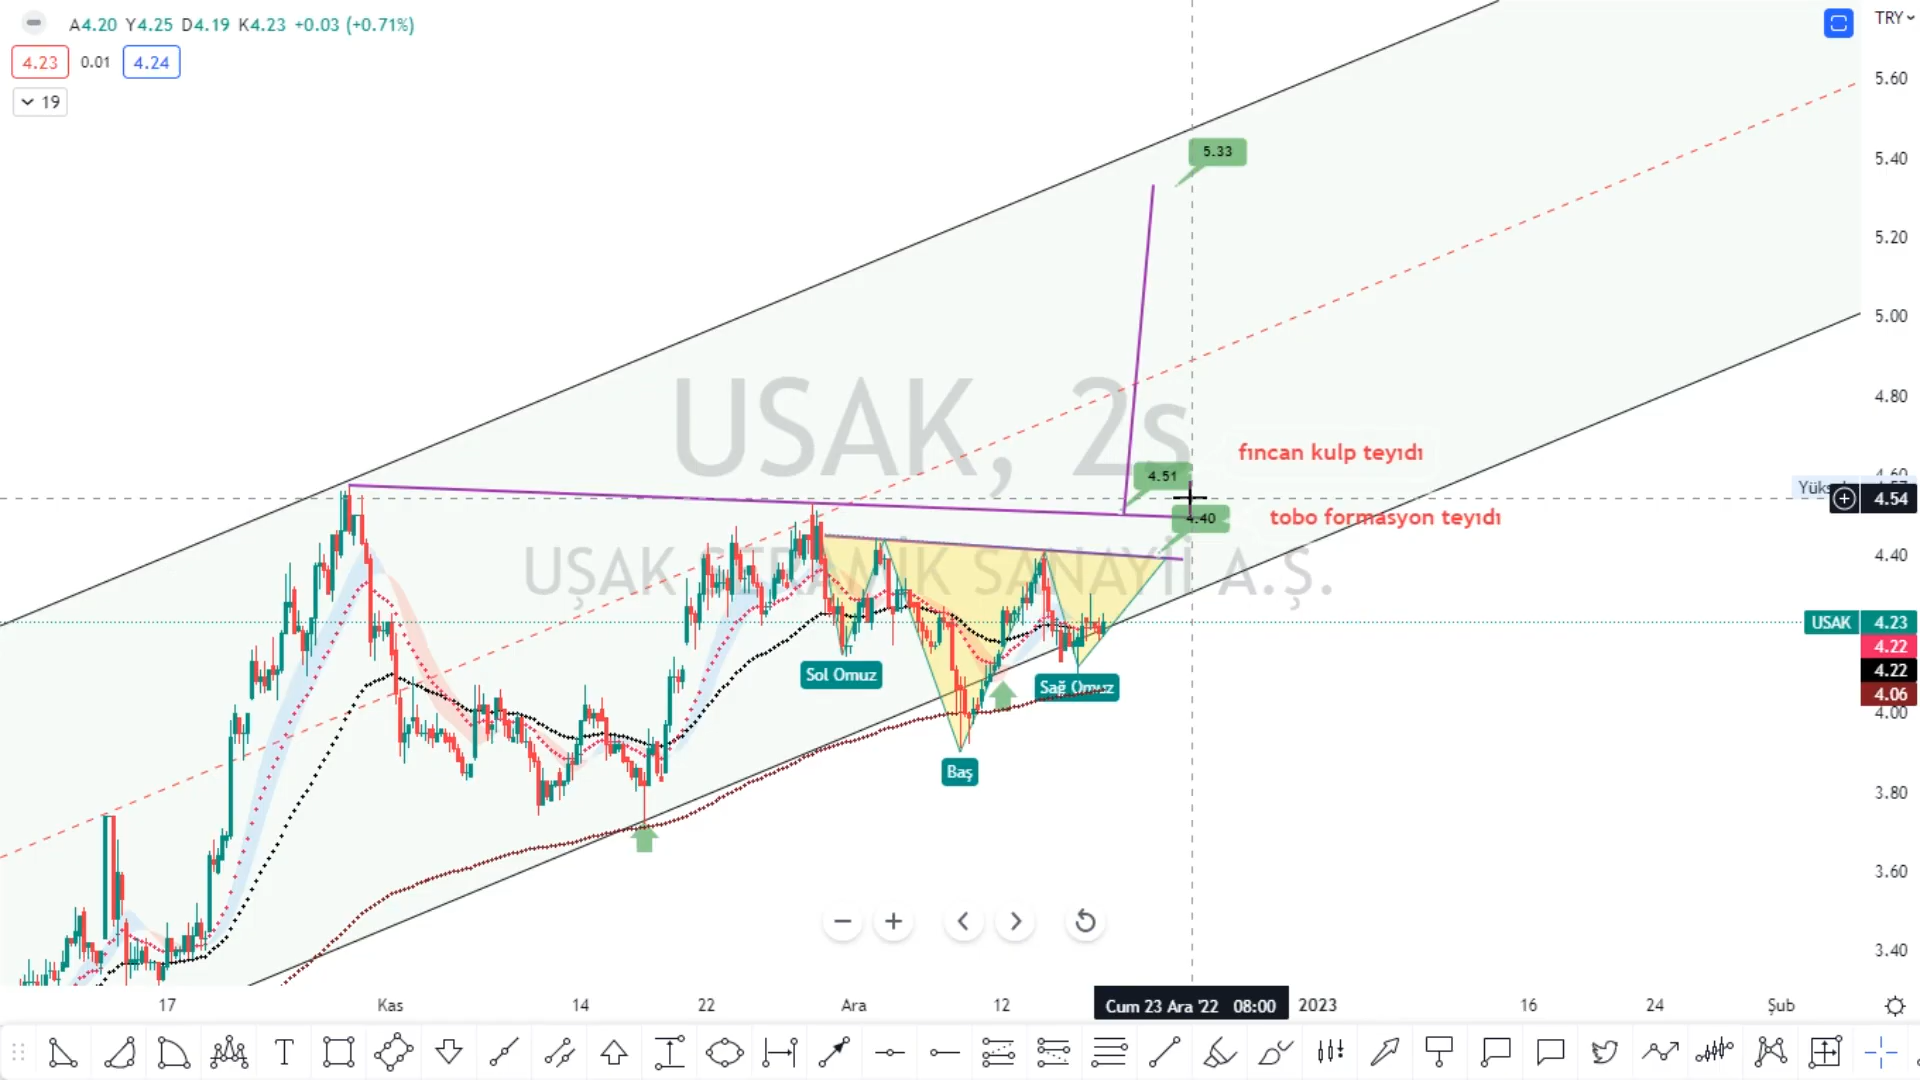 A4.20 Y4.25 D4.19 K4.23 +0.03 (+0.71%)
TRY
4.23 0.01 4.24
19
5.60
5.33
5.40
5.20
5.00
USAK, 2s
4.80
fıncan kulp teyıdı
4.51
4.60
4.54
4.40
tobo formasyon teyıdı
4.40
UŞAK SERAMİK SANAYİİ A.Ş.
USAK 4.23
4.22
4.22
4.06
4.00
Sol Omuz
Sağ Omuz
Baş
3.80
3.60
3.40
17 Kas 14 22 Ara 12 Cum 23 Ara '22 08:00 2023 16 24 Şub